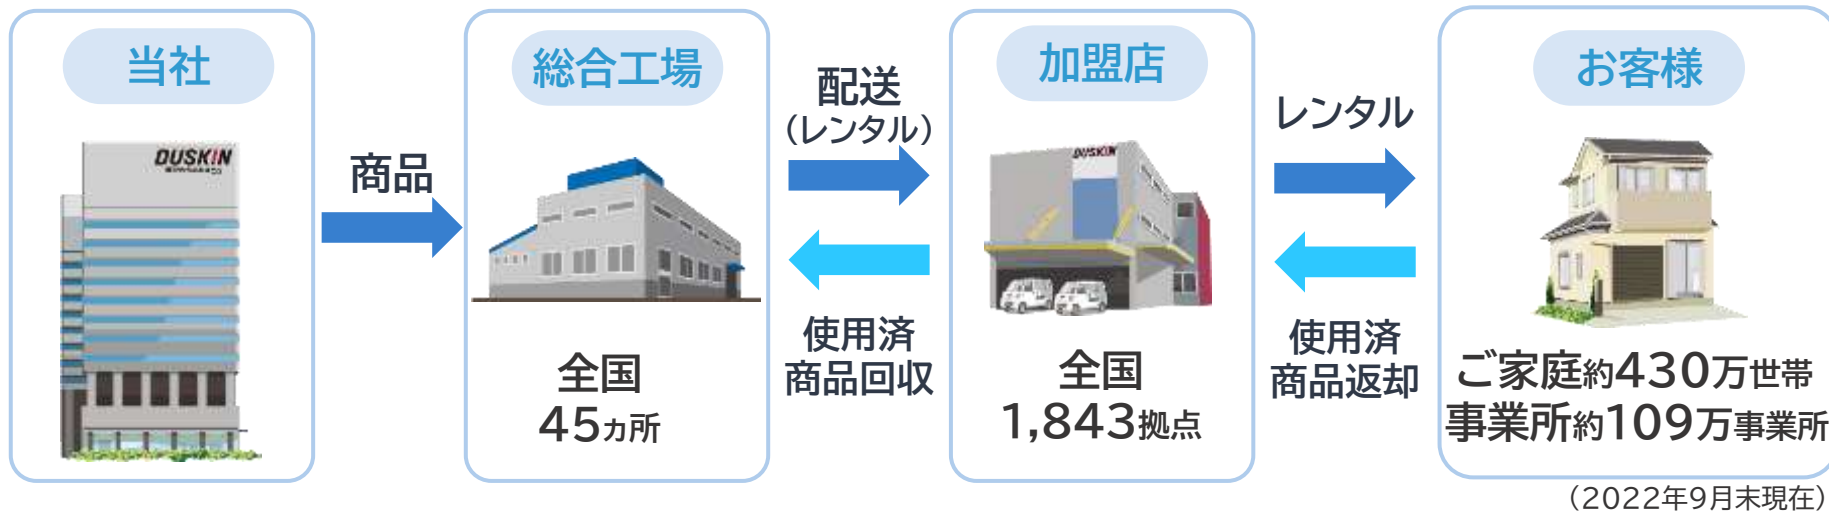 当社
DUSKIN
商品
総合工場
全国
45ヵ所
配送
(レンタル)
使用済
商品回収
加盟店
DUSKIN
全国
1,843拠点
レンタル
使用済
商品返却
お客様
ご家庭約430万世帯
事業所約109万事業所
(2022年9月末現在)